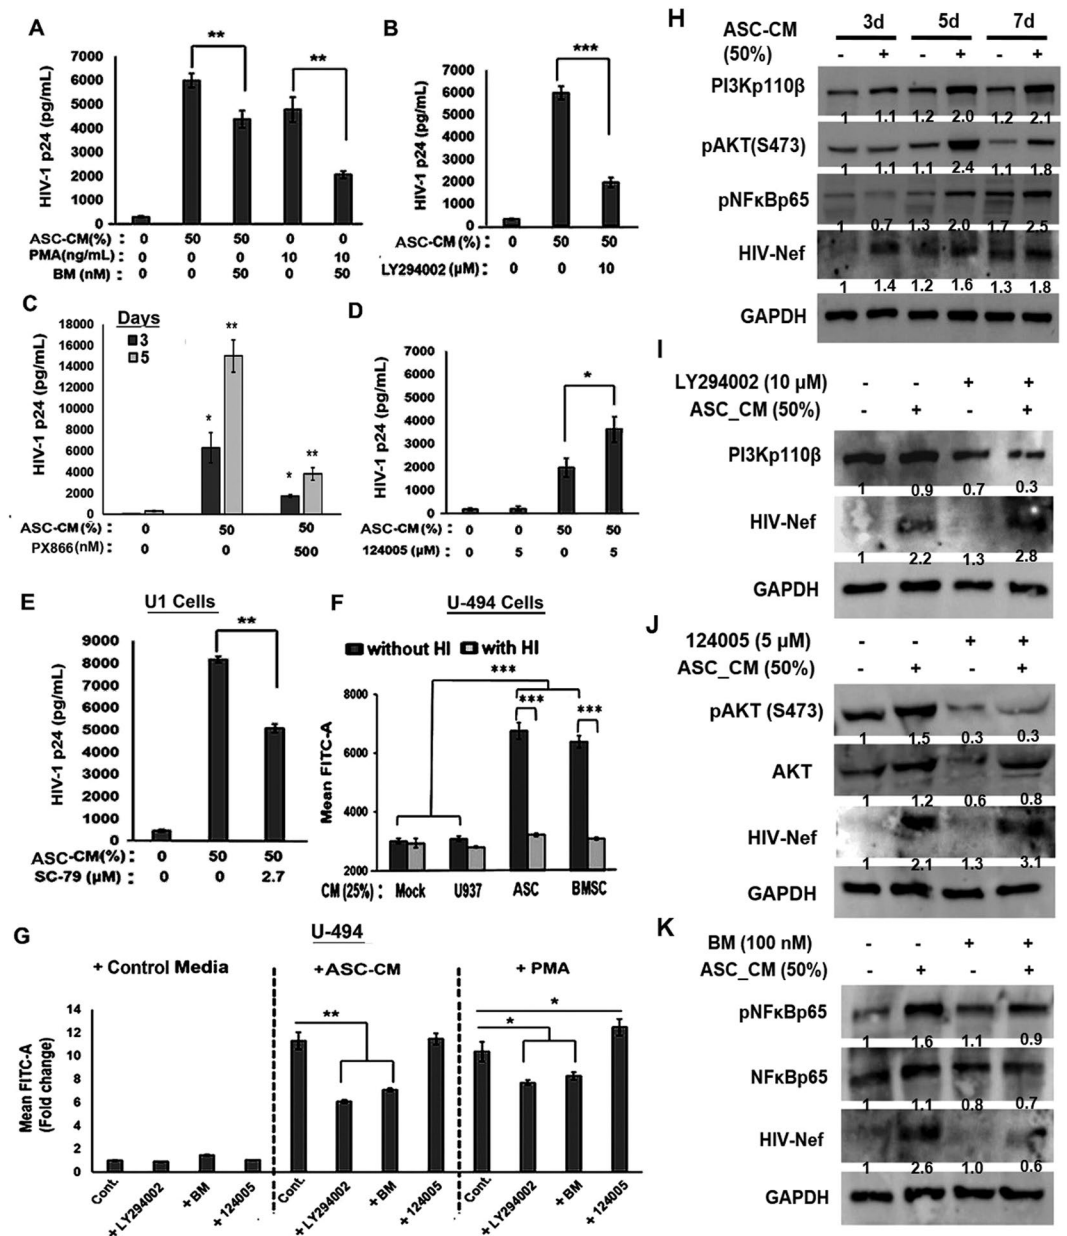 A
**
**
7000
6000
5000
4000
3000
2000
1000
0
HIV-1 p24 (pg/mL)
ASC-CM(%) : 0 50 50 0 0
PMA(ng/mL) : 0 0 0 10 10
BM (nM) : 0 0 50 0 50
B
***
7000
6000
5000
4000
3000
2000
1000
0
HIV-1 p24 (pg/mL)
ASC-CM (%) : 0 50 50
LY294002 (µM) : 0 0 10
C
Days
3
5
18000
16000
14000
12000
10000
8000
6000
4000
2000
0
HIV-1 p24 (pg/mL)
* ** * **
ASC-CM (%) : 0 50 50
PX866(nM) : 0 0 500
D
*
7000
6000
5000
4000
3000
2000
1000
0
HIV-1 p24 (pg/mL)
ASC-CM (%) : 0 0 50 50
124005 (µM) : 0 5 0 5
E
U1 Cells
**
9000
8000
7000
6000
5000
4000
3000
2000
1000
0
HIV-1 p24 (pg/mL)
ASC-CM(%) : 0 50 50
SC-79 (µM) : 0 0 2.7
F
U-494 Cells
without HI with HI
***
*** ***
8000
6000
4000
2000
Mean FITC-A
CM (25%) : Mock U937 ASC BMSC
G
U-494
+ Control Media +ASC-CM + PMA
** * *
14
12
10
8
6
4
2
0
Mean FITC-A
(Fold change)
Cont. + LY294002 + BM + 124005
Cont. + LY294002 + BM + 124005
Cont. + LY294002 + BM + 124005
H
ASC-CM
(50%)
3d 5d 7d
- + - + - +
PI3Kp110β
1 1.1 1.2 2.0 1.2 2.1
pAKT(S473)
1 1.1 1.1 2.4 1.1 1.8
pNFκBp65
1 0.7 1.3 2.0 1.7 2.5
HIV-Nef
1 1.4 1.2 1.6 1.3 1.8
GAPDH
I
LY294002 (10 µM) - - + +
ASC_CM (50%) - + - +
PI3Kp110β
1 0.9 0.7 0.3
HIV-Nef
1 2.2 1.3 2.8
GAPDH
J
124005 (5 µM) - - + +
ASC_CM (50%) - + - +
pAKT (S473)
1 1.5 0.3 0.3
AKT
1 1.2 0.6 0.8
HIV-Nef
1 2.1 1.3 3.1
GAPDH
K
BM (100 nM) - - + +
ASC_CM (50%) - + - +
pNFκBp65
1 1.6 1.1 0.9
NFκBp65
1 1.1 0.8 0.7
HIV-Nef
1 2.6 1.0 0.6
GAPDH